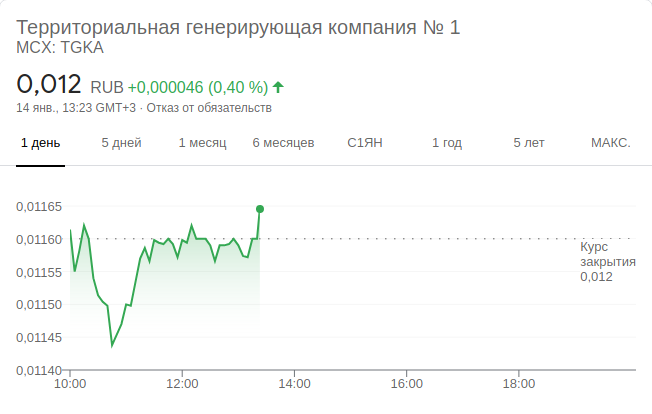 Территориальная генерирующая компания № 1
MCX: TGKA
0,012 RUB +0,000046 (0,40 %)
14 янв., 13:23 GMT+3 · Отказ от обязательств
1 день 5 дней 1 месяц 6 месяцев С1ЯН 1 год 5 лет МАКС.
0,01165
0,01160
Курс
закрытия
0,012
0,01155
0,01150
0,01145
0,01140
10:00 12:00 14:00 16:00 18:00